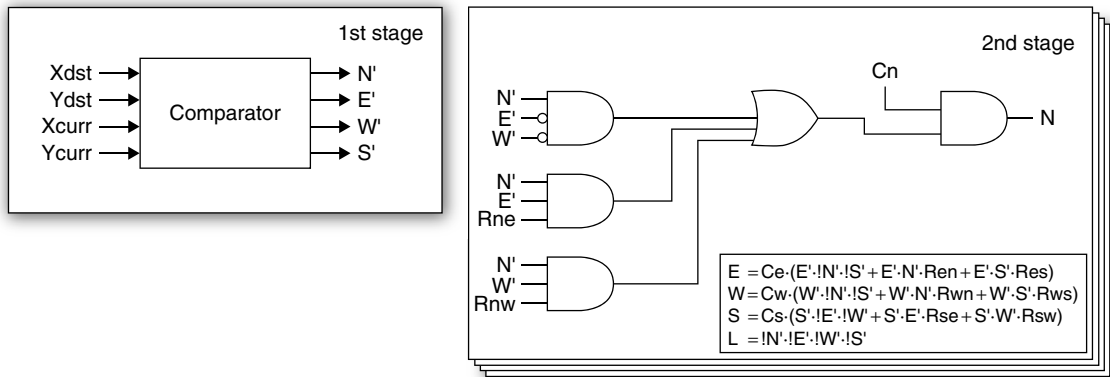 1st stage
Xdst
Ydst
Xcurr
Ycurr
Comparator
N'
E'
W'
S'
2nd stage
Cn
N'
E'
W'
N
N'
E'
Rne
N'
W'
Rnw
E = Ce·(E'·!N'·!S' + E'·N'·Ren + E'·S'·Res)
W = Cw·(W'·!N'·!S' + W'·N'·Rwn + W'·S'·Rws)
S = Cs·(S'·!E'·!W' + S'·E'·Rse + S'·W'·Rsw)
L = !N'·!E'·!W'·!S'